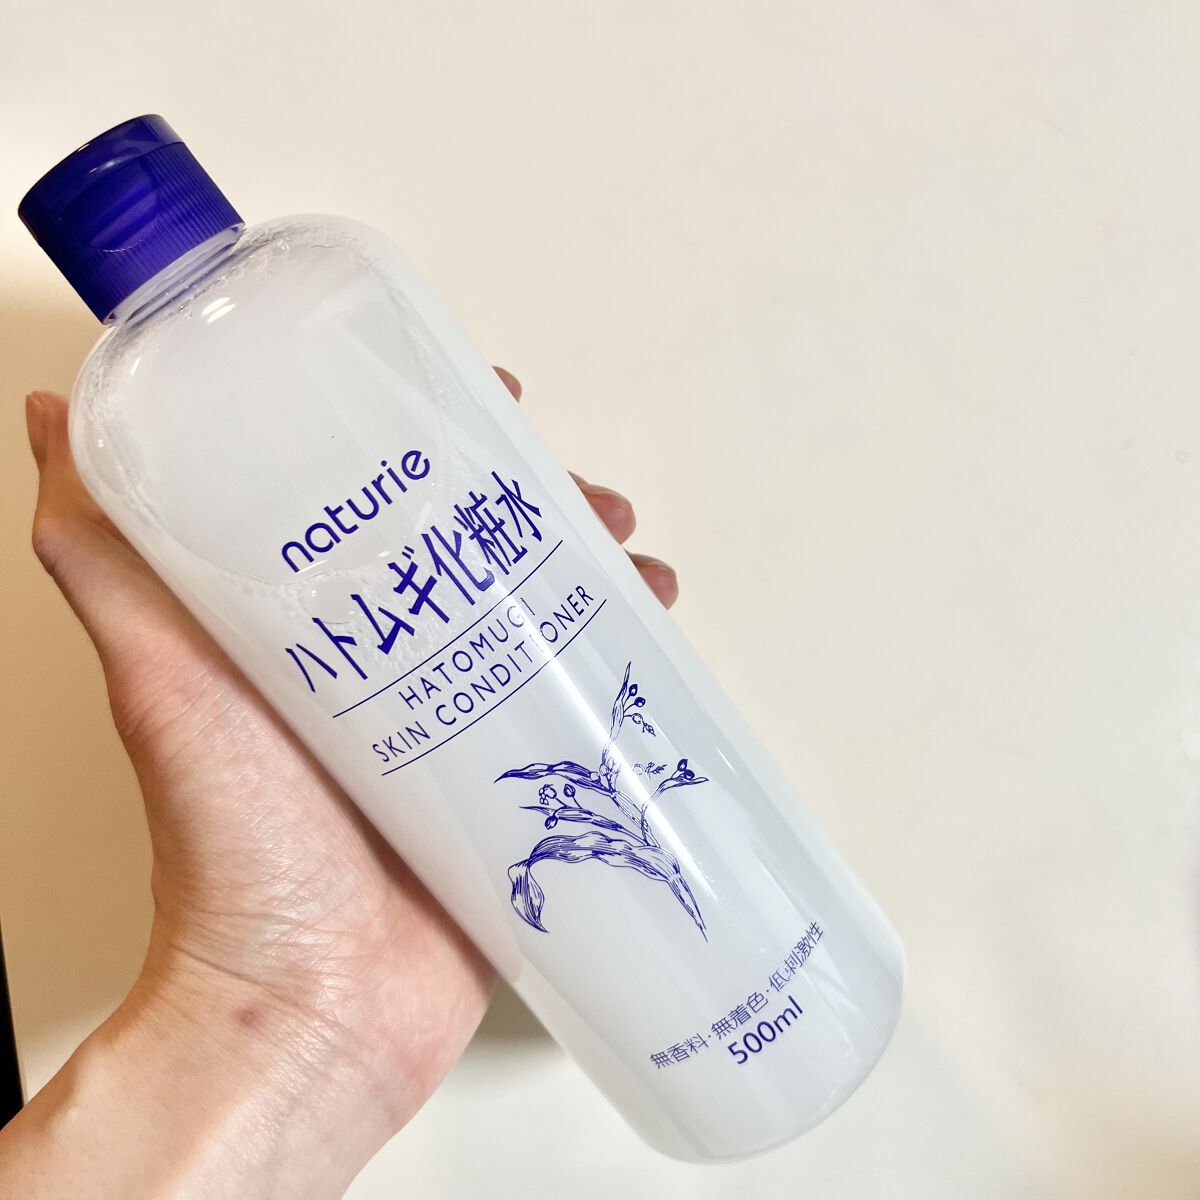 naturie
ハトムギ化粧水
HATOMUGI
SKIN CONDITIONER
無香料・無着色・低刺激性
500ml